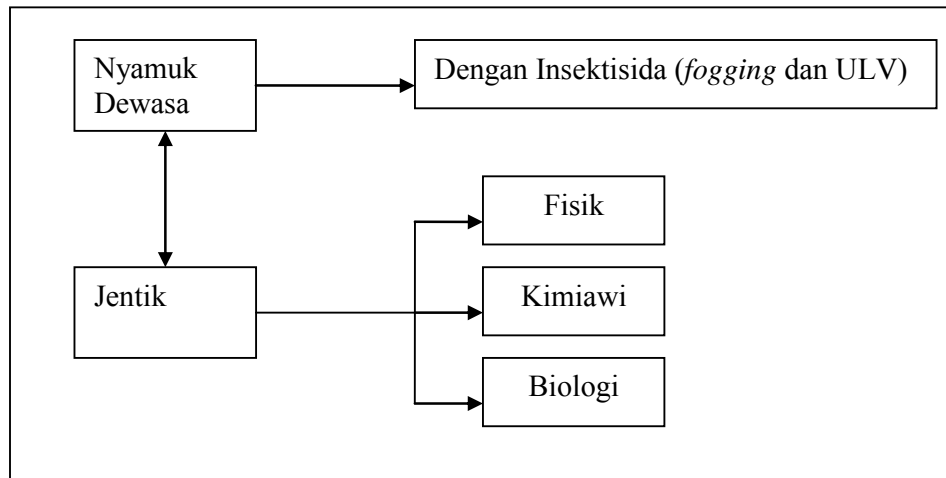 Nyamuk
Dewasa
Dengan Insektisida (fogging dan ULV)
Fisik
Jentik
Kimiawi
Biologi